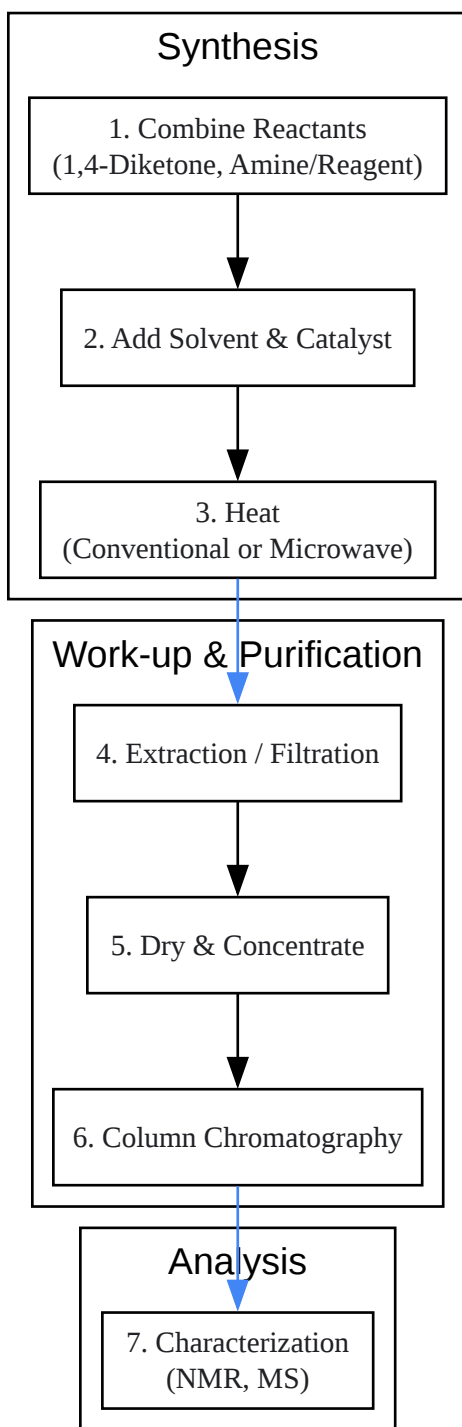 Synthesis
1. Combine Reactants
(1,4-Diketone, Amine/Reagent)
2. Add Solvent & Catalyst
3. Heat
(Conventional or Microwave)
Work-up & Purification
4. Extraction / Filtration
5. Dry & Concentrate
6. Column Chromatography
Analysis
7. Characterization
(NMR, MS)